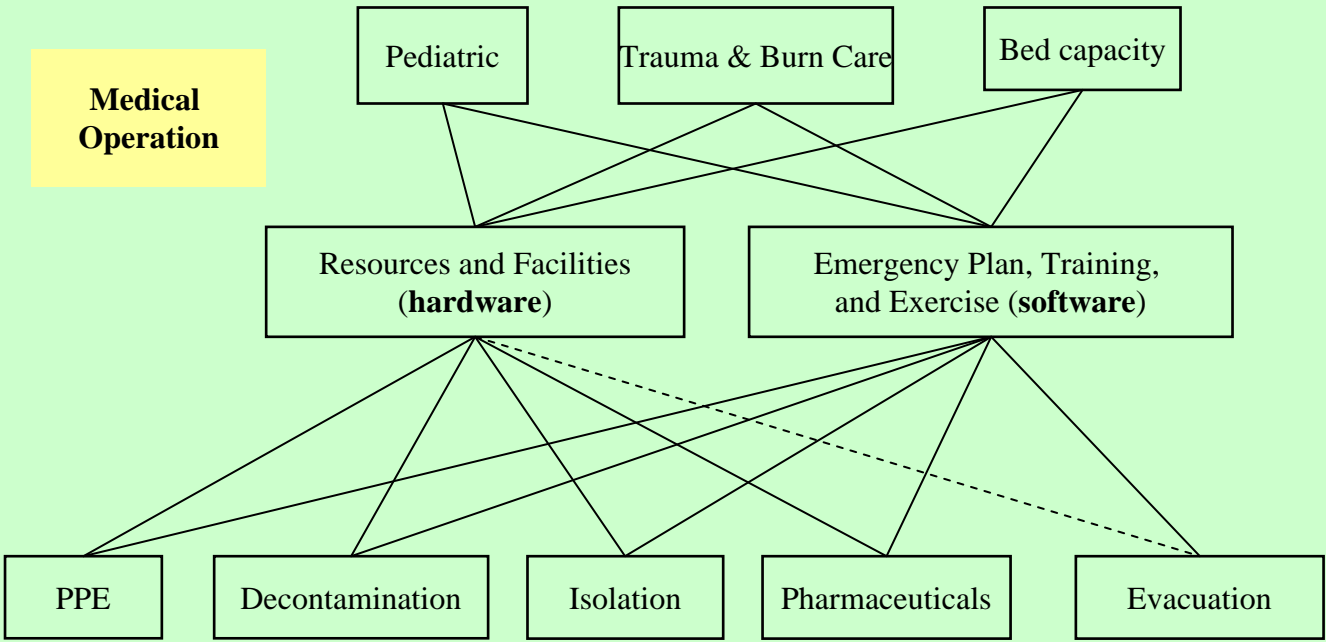 Pediatric
Trauma & Burn Care
Bed capacity
Medical
Operation
Resources and Facilities
(hardware)
Emergency Plan, Training,
and Exercise (software)
PPE
Decontamination
Isolation
Pharmaceuticals
Evacuation